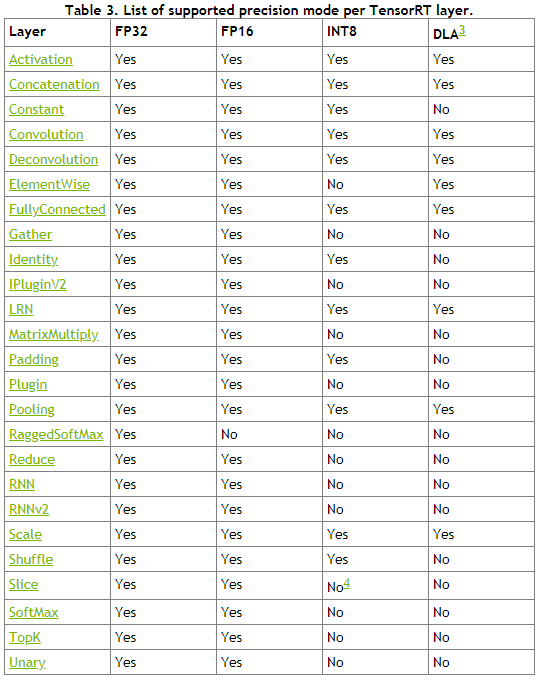 Table 3. List of supported precision mode per TensorRT layer.
Layer FP32 FP16 INT8 DLA3
Activation Yes Yes Yes Yes
Concatenation Yes Yes Yes Yes
Constant Yes Yes Yes No
Convolution Yes Yes Yes Yes
Deconvolution Yes Yes Yes Yes
ElementWise Yes Yes No Yes
FullyConnected Yes Yes Yes Yes
Gather Yes Yes No No
Identity Yes Yes Yes No
IPluginV2 Yes Yes No No
LRN Yes Yes Yes Yes
MatrixMultiply Yes Yes No No
Padding Yes Yes Yes No
Plugin Yes Yes No No
Pooling Yes Yes Yes Yes
RaggedSoftMax Yes No No No
Reduce Yes Yes No No
RNN Yes Yes No No
RNNv2 Yes Yes No No
Scale Yes Yes Yes Yes
Shuffle Yes Yes Yes No
Slice Yes Yes No4 No
SoftMax Yes Yes No No
TopK Yes Yes No No
Unary Yes Yes No No